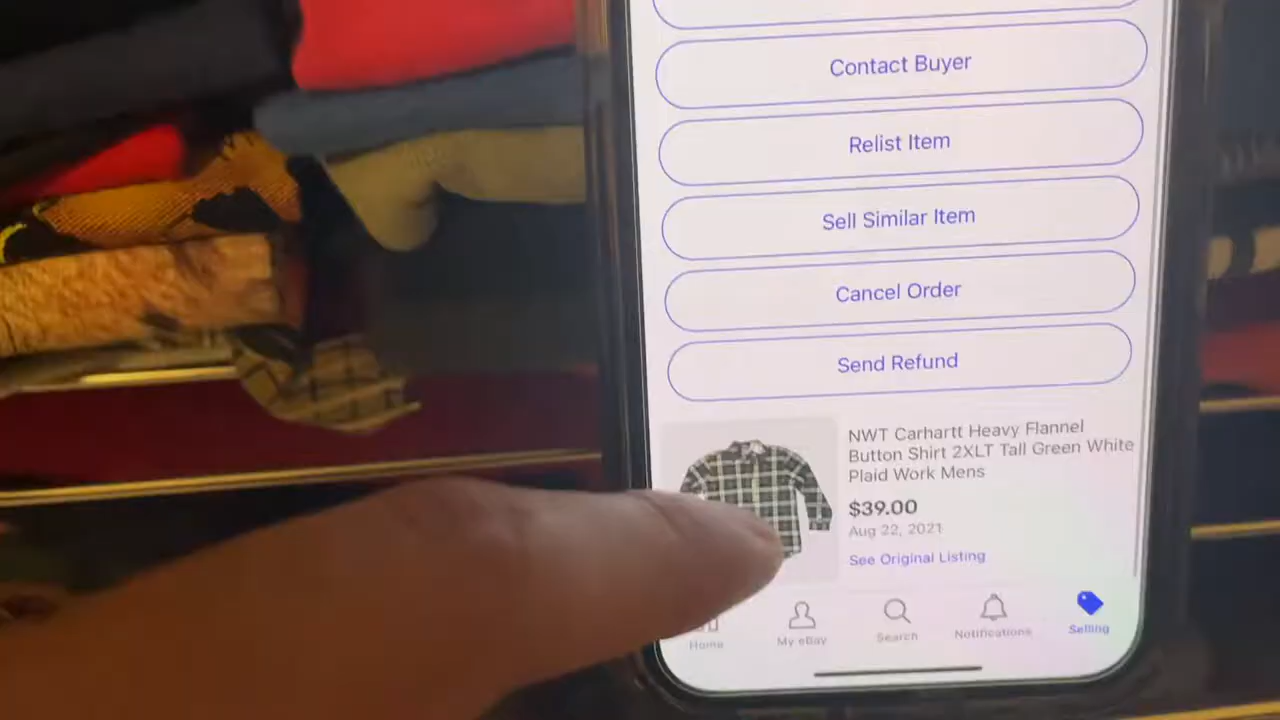 Contact Buyer
Relist Item
Sell Similar Item
Cancel Order
Send Refund
NWT Carhartt Heavy Flannel
Button Shirt 2XLT Tall Green White
Plaid Work Mens
$39.00
Aug 22, 2021
See Original Listing
Home
My eBay
Search
Notifications
Selling